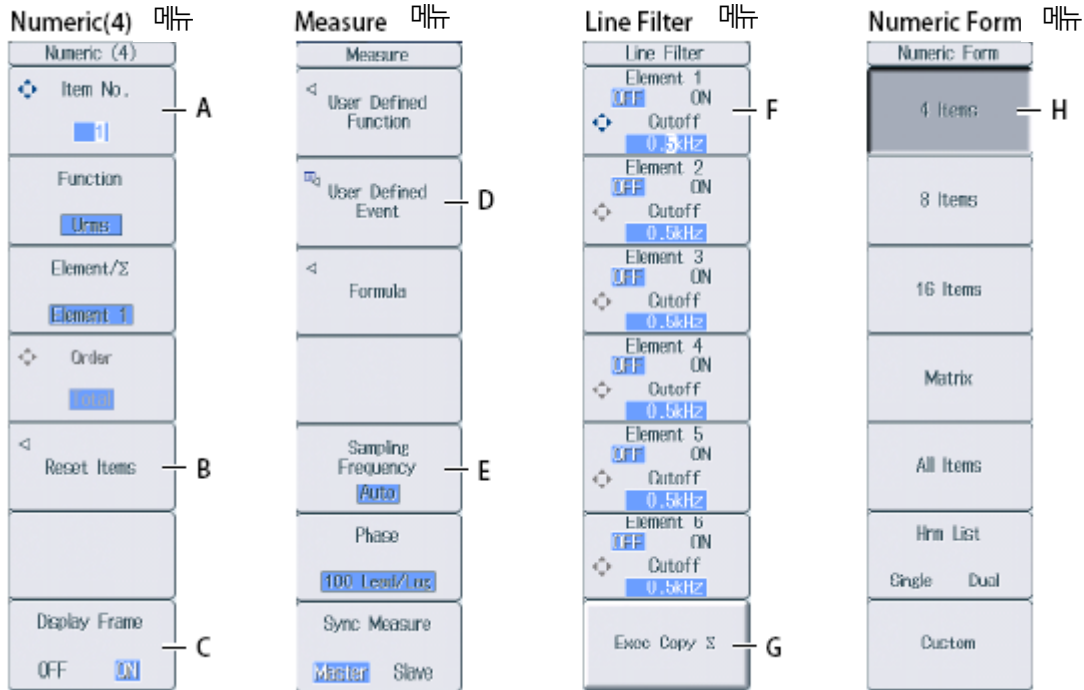 Numeric(4) 메뉴
Numeric (4)
Item No.
1
A
Function
Urms
Element/Σ
Element 1
Order
Total
Reset Items
B
Display Frame
C
OFF ON
Measure 메뉴
Measure
User Defined
Function
User Defined
Event
D
Formula
Sampling
Frequency
E
Auto
Phase
180 Lead/Lag
Sync Measure
Master Slave
Line Filter 메뉴
Line Filter
Element 1
OFF ON
F
Cutoff
0.5kHz
Element 2
OFF ON
Cutoff
0.5kHz
Element 3
OFF ON
Cutoff
0.5kHz
Element 4
OFF ON
Cutoff
0.5kHz
Element 5
OFF ON
Cutoff
0.5kHz
Element 6
OFF ON
Cutoff
0.5kHz
Exec Copy Σ
G
Numeric Form 메뉴
Numeric Form
4 Items
H
8 Items
16 Items
Matrix
All Items
Hrm List
Single Dual
Custom